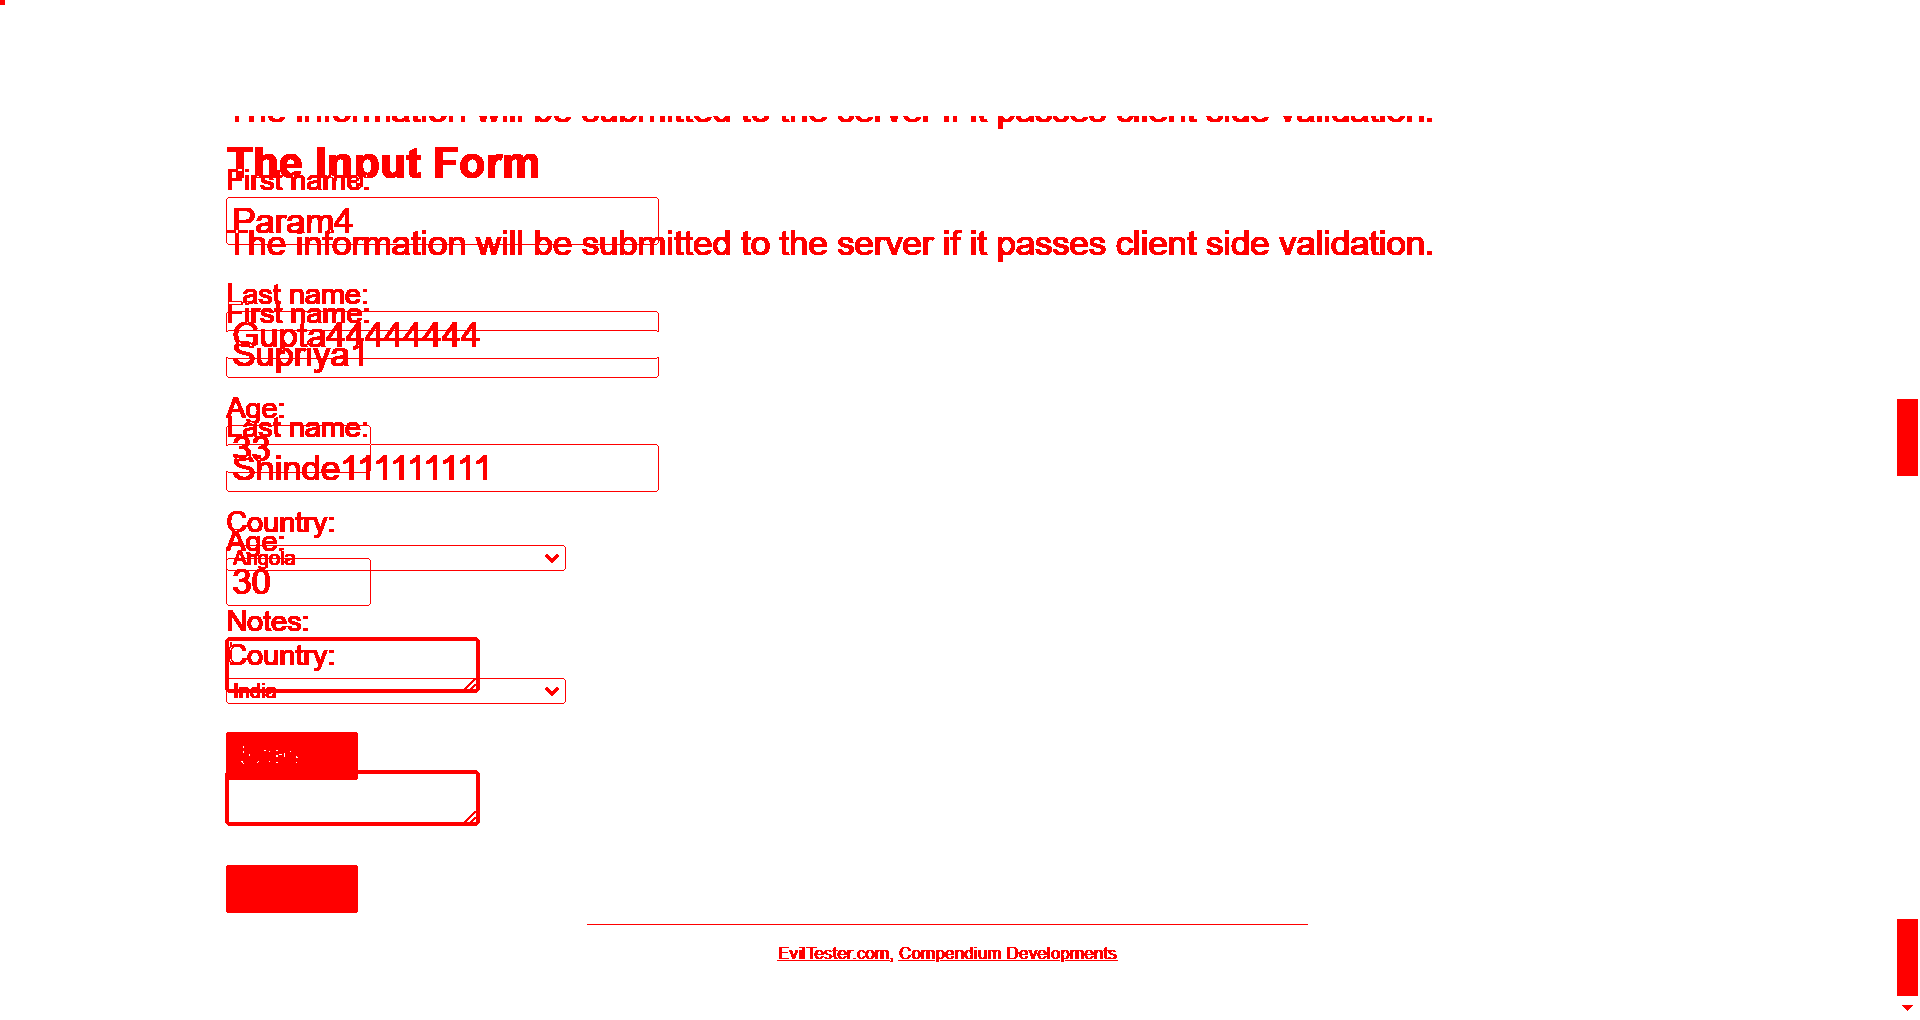 The information will be submitted to the server if it passes client side validation.
The Input Form
First name:
Param4
The information will be submitted to the server if it passes client side validation.
Last name:
First name:
Gupta44444444
Supriya1
Age:
Last name:
33
Shinde111111111
Country:
Age:
Angola
30
Notes:
Country:
India
EvilTester.com, Compendium Developments